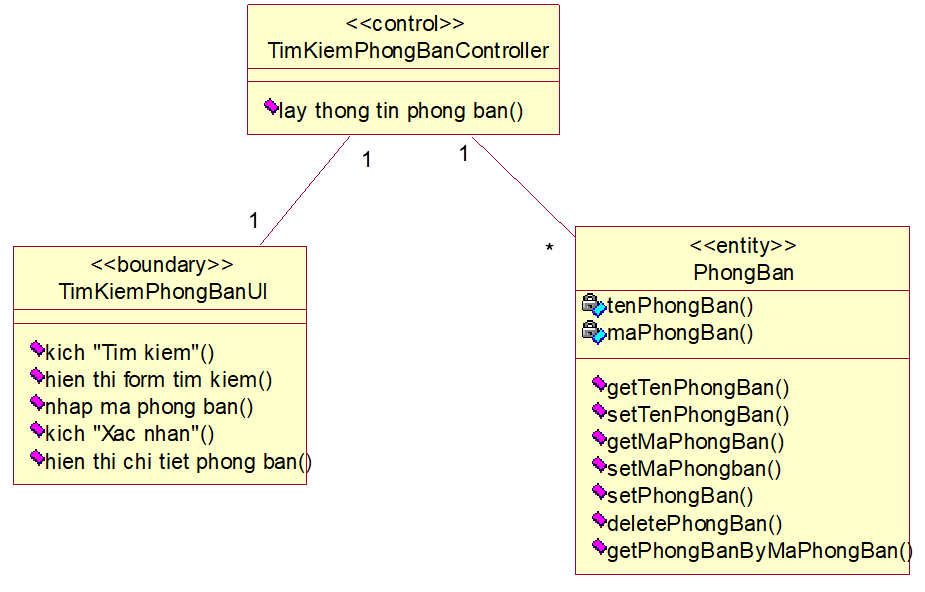 <<control>>
TimKiemPhongBanController
lay thong tin phong ban()
1
1
1
*
<<boundary>>
TimKiemPhongBanUI
kich "Tim kiem"()
hien thi form tim kiem()
nhap ma phong ban()
kich "Xac nhan"()
hien thi chi tiet phong ban()
<<entity>>
PhongBan
tenPhongBan()
maPhongBan()
getTenPhongBan()
setTenPhongBan()
getMaPhongBan()
setMaPhongban()
setPhongBan()
deletePhongBan()
getPhongBanByMaPhongBan()